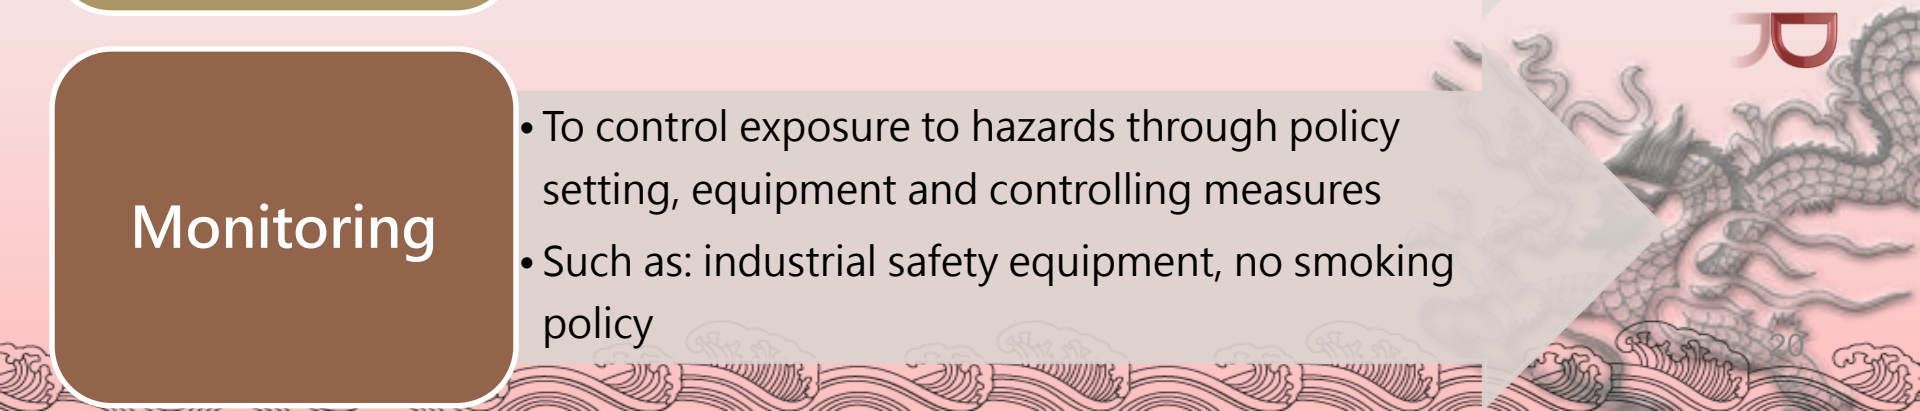 Monitoring
• To control exposure to hazards through policy
setting, equipment and controlling measures
• Such as: industrial safety equipment, no smoking
policy
20